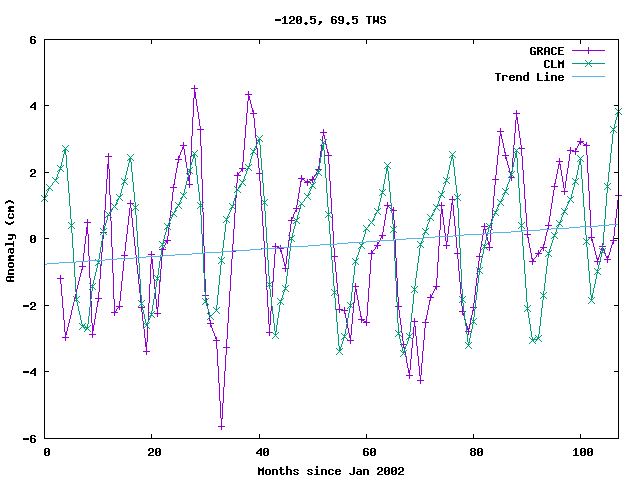 -120.5, 69.5 TWS
GRACE
CLM
Trend Line
Anomaly (cm)
6
4
2
0
-2
-4
-6
0 20 40 60 80 100
Months since Jan 2002